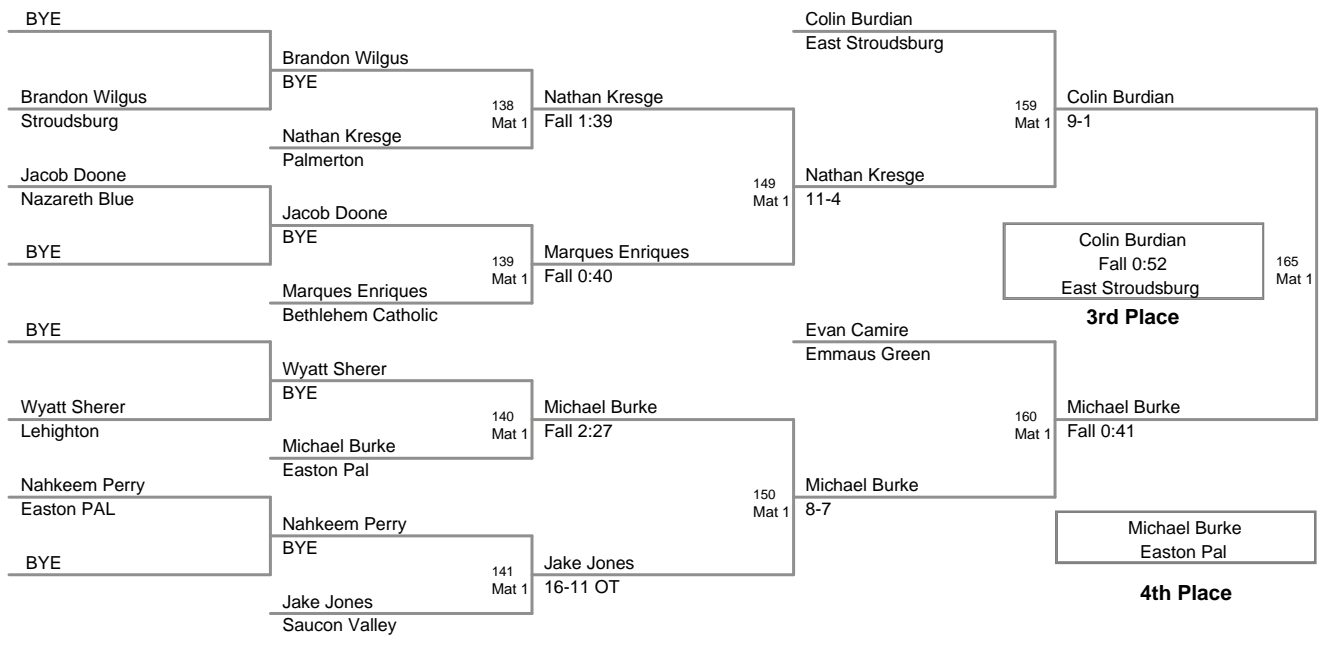 BYE
Brandon Wilgus
Stroudsburg
Jacob Doone
Nazareth Blue
BYE
BYE
Wyatt Sherer
Lehighton
Nahkeem Perry
Easton PAL
BYE
Brandon Wilgus
BYE
138
Mat 1
Nathan Kresge
Palmerton
Jacob Doone
BYE
139
Mat 1
Marques Enriques
Bethlehem Catholic
Wyatt Sherer
BYE
140
Mat 1
Michael Burke
Easton Pal
Nahkeem Perry
BYE
141
Mat 1
Jake Jones
Saucon Valley
Nathan Kresge
Fall 1:39
149
Mat 1
Marques Enriques
Fall 0:40
Michael Burke
Fall 2:27
150
Mat 1
Jake Jones
16-11 OT
Colin Burdian
East Stroudsburg
159
Mat 1
Nathan Kresge
11-4
Evan Camire
Emmaus Green
160
Mat 1
Michael Burke
8-7
Colin Burdian
9-1
Colin Burdian
Fall 0:52
East Stroudsburg
3rd Place
165
Mat 1
Michael Burke
Fall 0:41
Michael Burke
Easton Pal
4th Place